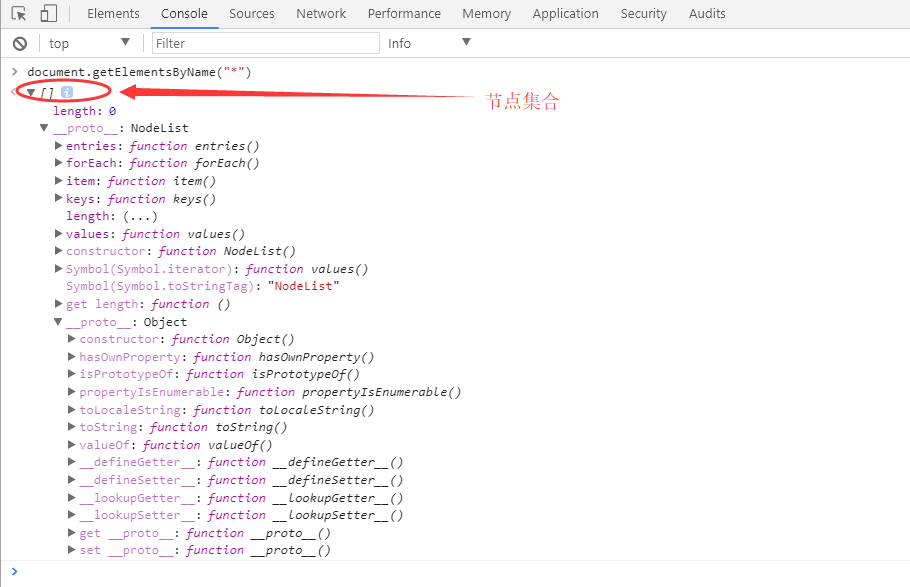 Elements Console Sources Network Performance Memory Application Security Audits
top Filter Info
document.getElementsByName("*")
[] i
节点集合
length: 0
__proto__: NodeList
entries: function entries()
forEach: function forEach()
item: function item()
keys: function keys()
length: (...)
values: function values()
constructor: function NodeList()
Symbol(Symbol.iterator): function values()
Symbol(Symbol.toStringTag): "NodeList"
get length: function ()
__proto__: Object
constructor: function Object()
hasOwnProperty: function hasOwnProperty()
isPrototypeOf: function isPrototypeOf()
propertyIsEnumerable: function propertyIsEnumerable()
toLocaleString: function toLocaleString()
toString: function toString()
valueOf: function valueOf()
__defineGetter__: function __defineGetter__()
__defineSetter__: function __defineSetter__()
__lookupGetter__: function __lookupGetter__()
__lookupSetter__: function __lookupSetter__()
get __proto__: function __proto__()
set __proto__: function __proto__()